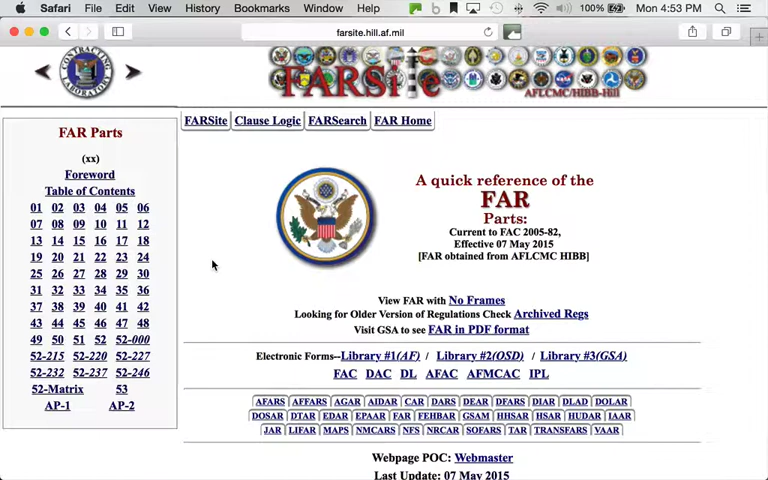 Safari File Edit View History Bookmarks Window Help 100% Mon 4:53 PM
farsite.hill.af.mil
CONTRACTING LABORATORY
FARSite
AFLCMC/HIBB-Hill
FARSite Clause Logic FARSearch FAR Home
FAR Parts
(xx)
Foreword
Table of Contents
01 02 03 04 05 06
07 08 09 10 11 12
13 14 15 16 17 18
19 20 21 22 23 24
25 26 27 28 29 30
31 32 33 34 35 36
37 38 39 40 41 42
43 44 45 46 47 48
49 50 51 52 52-000
52-215 52-220 52-227
52-232 52-237 52-246
52-Matrix 53
AP-1 AP-2
A quick reference of the
FAR
Parts:
Current to FAC 2005-82,
Effective 07 May 2015
[FAR obtained from AFLCMC HIBB]
View FAR with No Frames
Looking for Older Version of Regulations Check Archived Regs
Visit GSA to see FAR in PDF format
Electronic Forms--Library #1(AF) / Library #2(OSD) / Library #3(GSA)
FAC DAC DL AFAC AFMCAC IPL
AFARS AFFARS AGAR AIDAR CAR DARS DEAR DFARS DIAR DLAD DOLAR
DOSAR DTAR EDAR EPAAR FAR FEHBAR GSAM HHSAR HSAR HUDAR IAAR
JAR LIFAR MAPS NMCARS NFS NRCAR SOFARS TAR TRANSFARS VAAR
Webpage POC: Webmaster
Last Update: 07 May 2015